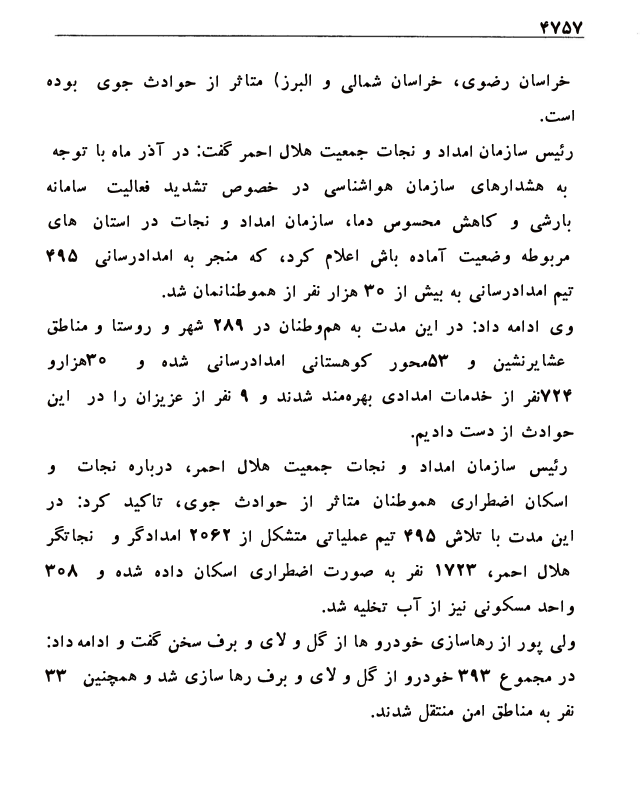 ۴۷۵۷
خراسان رضوی، خراسان شمالی و البرز) متاثر از حوادث جوی بوده
است.
رئیس سازمان امداد و نجات جمعیت هلال احمر گفت: در آذر ماه با توجه
به هشدارهای سازمان هواشناسی در خصوص تشدید فعالیت سامانه
بارشی و کاهش محسوس دما، سازمان امداد و نجات در استان های
مربوطه وضعیت آماده باش اعلام کرد، که منجر به امدادرسانی ۴۹۵
تیم امدادرسانی به بیش از ۳۰ هزار نفر از هموطنانمان شد.
وی ادامه داد: در این مدت به هم‌وطنان در ۲۸۹ شهر و روستا و مناطق
عشایرنشین و ۵۳محور کوهستانی امدادرسانی شده و ۳۰هزارو
۷۲۴نفر از خدمات امدادی بهره‌مند شدند و ۹ نفر از عزیزان را در این
حوادث از دست دادیم.
رئیس سازمان امداد و نجات جمعیت هلال احمر، درباره نجات و
اسکان اضطراری هموطنان متاثر از حوادث جوی، تاکید کرد: در
این مدت با تلاش ۴۹۵ تیم عملیاتی متشکل از ۲۰۶۲ امدادگر و نجاتگر
هلال احمر، ۱۷۲۳ نفر به صورت اضطراری اسکان داده شده و ۳۰۸
واحد مسکونی نیز از آب تخلیه شد.
ولی پور از رهاسازی خودرو ها از گل و لای و برف سخن گفت و ادامه داد:
در مجموع ۳۹۳ خودرو از گل و لای و برف رها سازی شد و همچنین ۳۳
نفر به مناطق امن منتقل شدند.